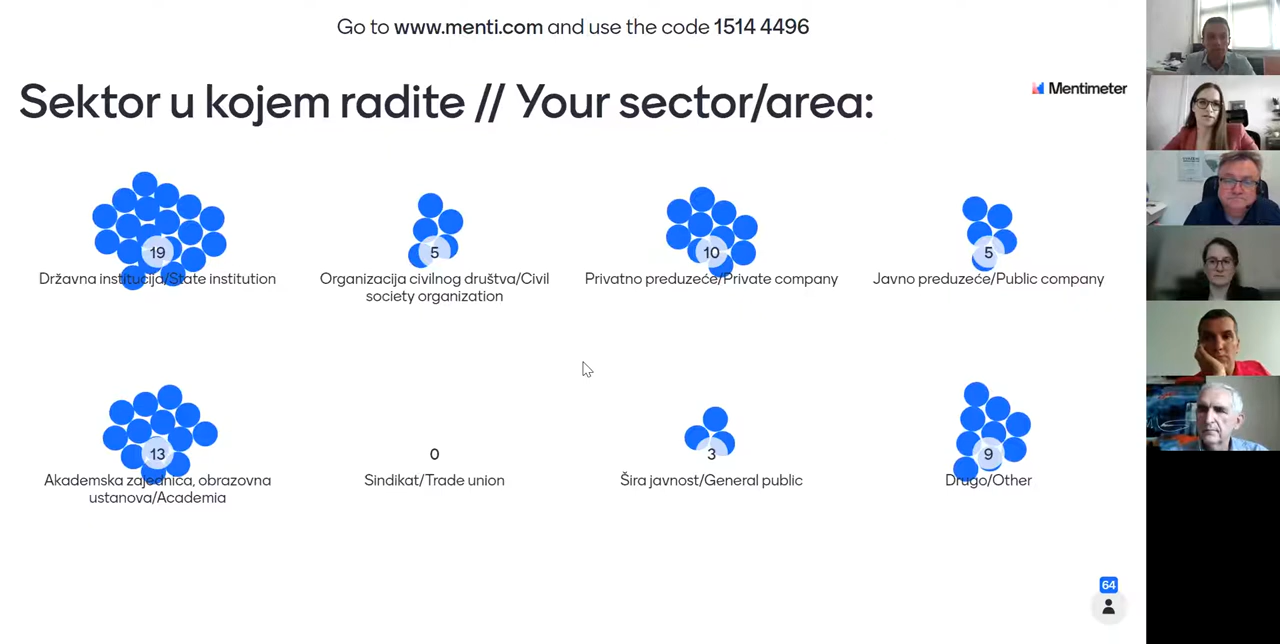 Go to www.menti.com and use the code 1514 4496
Sektor u kojem radite // Your sector/area:
Mentimeter
19
Državna institucija/State institution
5
Organizacija civilnog društva/Civil
society organization
10
Privatno preduzeće/Private company
5
Javno preduzeće/Public company
13
Akademska zajednica, obrazovna
ustanova/Academia
0
Sindikat/Trade union
3
Šira javnost/General public
9
Drugo/Other
64